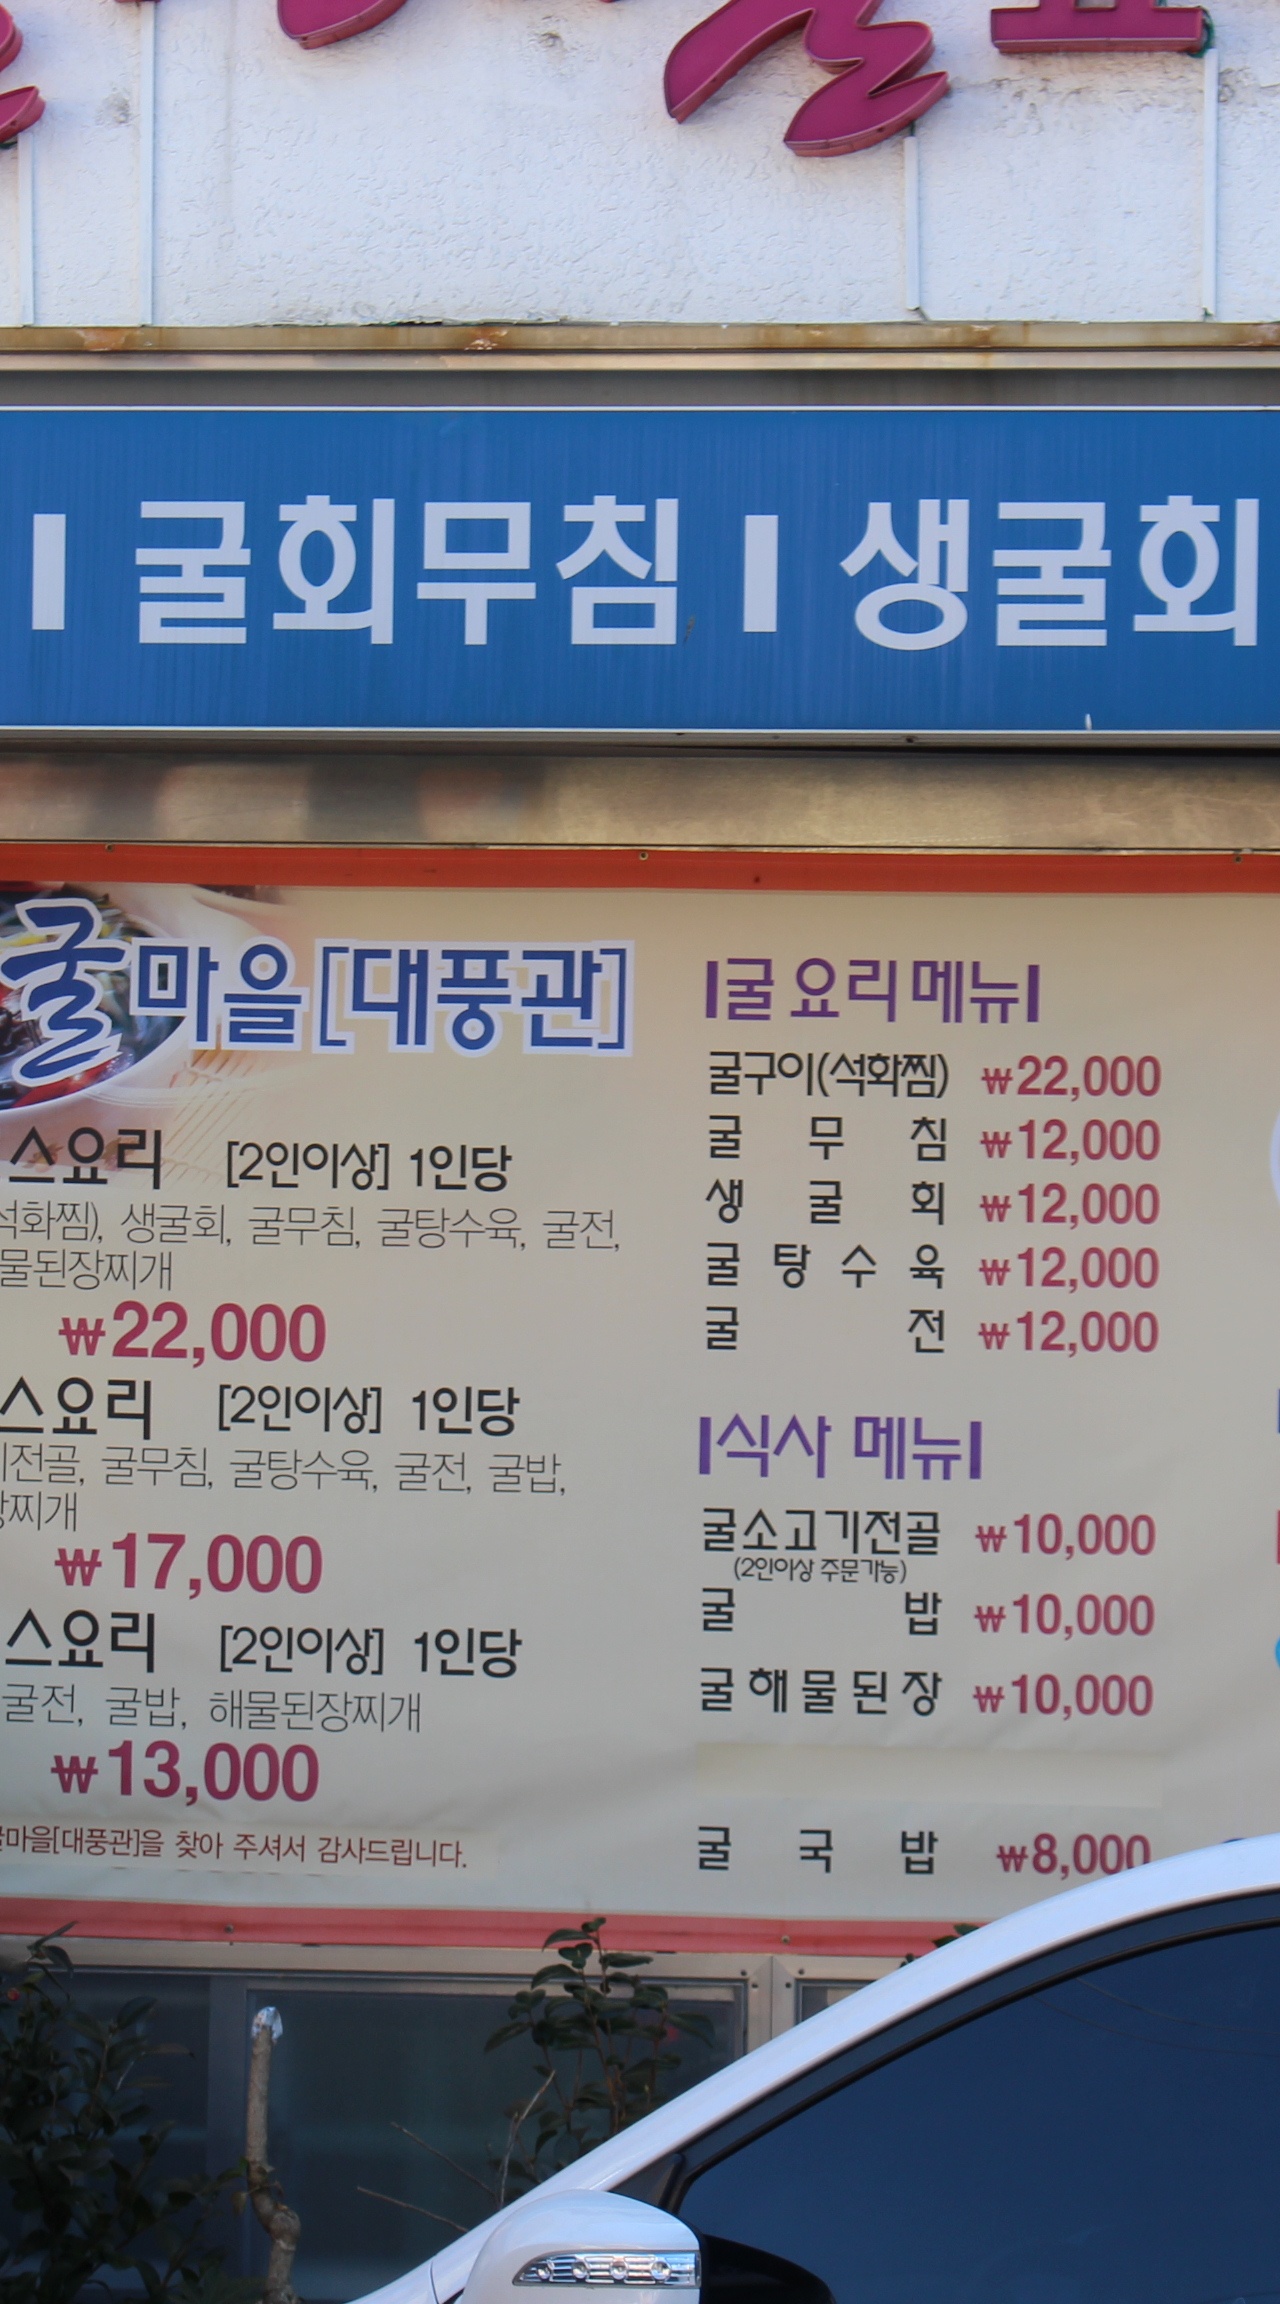 | 굴회무침 | 생굴회
굴마을[대풍관]
스요리 [2인이상] 1인당
석화찜), 생굴회, 굴무침, 굴탕수육, 굴전,
물된장찌개
₩22,000
스요리 [2인이상] 1인당
전골, 굴무침, 굴탕수육, 굴전, 굴밥,
장찌개
₩17,000
스요리 [2인이상] 1인당
굴전, 굴밥, 해물된장찌개
₩13,000
굴마을[대풍관]을 찾아 주셔서 감사드립니다.
|굴 요리 메뉴|
굴구이(석화찜) ₩22,000
굴 무 침 ₩12,000
생 굴 회 ₩12,000
굴 탕 수 육 ₩12,000
굴 전 ₩12,000
|식사 메뉴|
굴소고기전골 ₩10,000
(2인이상 주문가능)
굴 밥 ₩10,000
굴해물된장 ₩10,000
굴 국 밥 ₩8,000